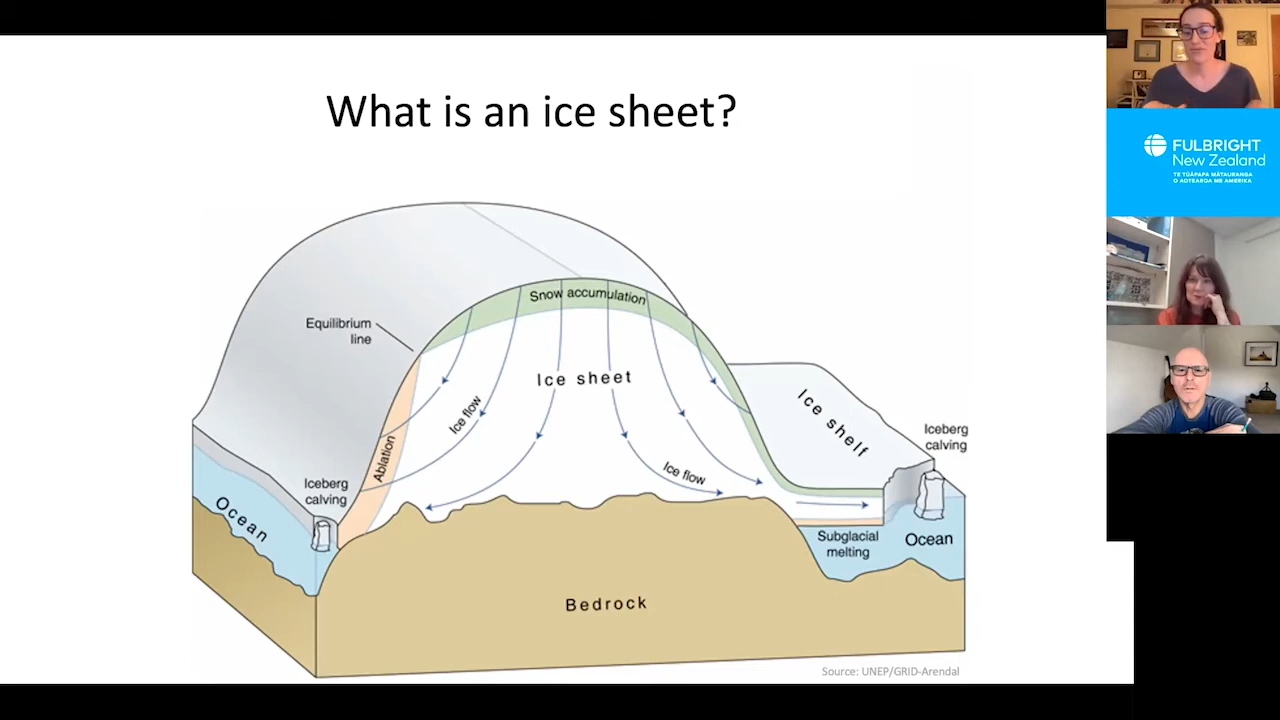 What is an ice sheet?
Snow accumulation
Equilibrium
line
Ice sheet
Ice flow
Ablation
Ice flow
Ice shelf
Iceberg
calving
Iceberg
calving
Ocean
Subglacial
melting
Ocean
Bedrock
Source: UNEP/GRID-Arendal
FULBRIGHT
New Zealand
TE TŪĀPAPA MĀTAURANGA
O AOTEAROA ME AMERIKA